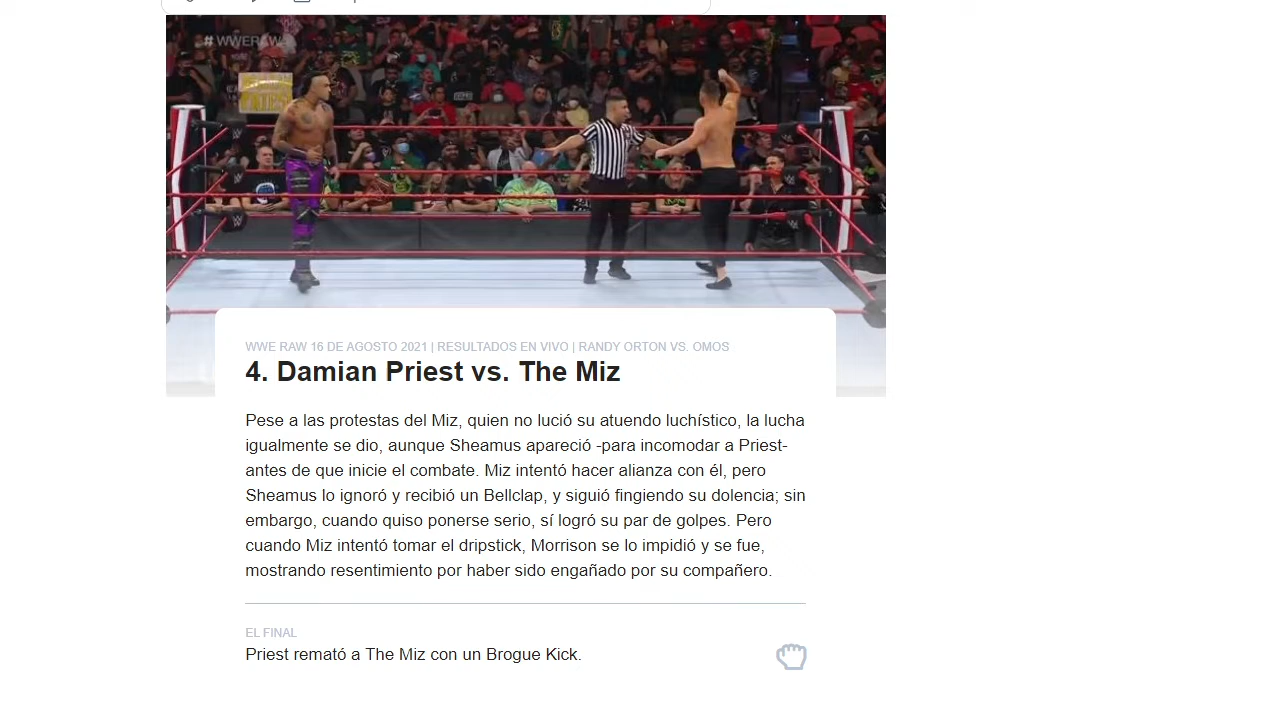 #WWERAW
WWE RAW 16 DE AGOSTO 2021 | RESULTADOS EN VIVO | RANDY ORTON VS. OMOS
4. Damian Priest vs. The Miz
Pese a las protestas del Miz, quien no lució su atuendo luchístico, la lucha
igualmente se dio, aunque Sheamus apareció -para incomodar a Priest-
antes de que inicie el combate. Miz intentó hacer alianza con él, pero
Sheamus lo ignoró y recibió un Bellclap, y siguió fingiendo su dolencia; sin
embargo, cuando quiso ponerse serio, sí logró su par de golpes. Pero
cuando Miz intentó tomar el dripstick, Morrison se lo impidió y se fue,
mostrando resentimiento por haber sido engañado por su compañero.
EL FINAL
Priest remató a The Miz con un Brogue Kick.